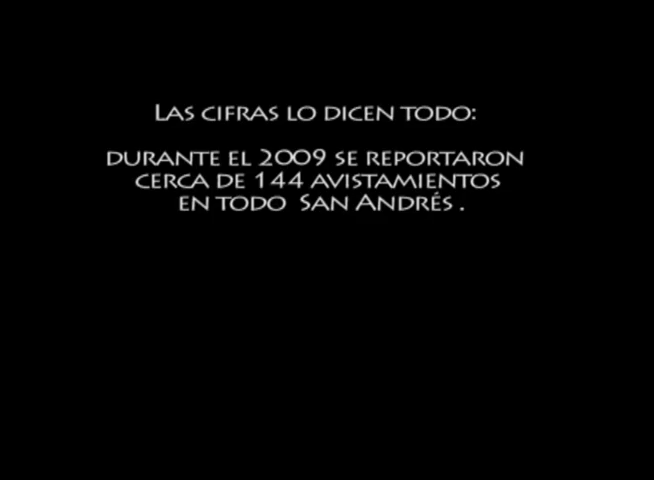 Las cifras lo dicen todo:
durante el 2009 se reportaron
cerca de 144 avistamientos
en todo San Andrés .